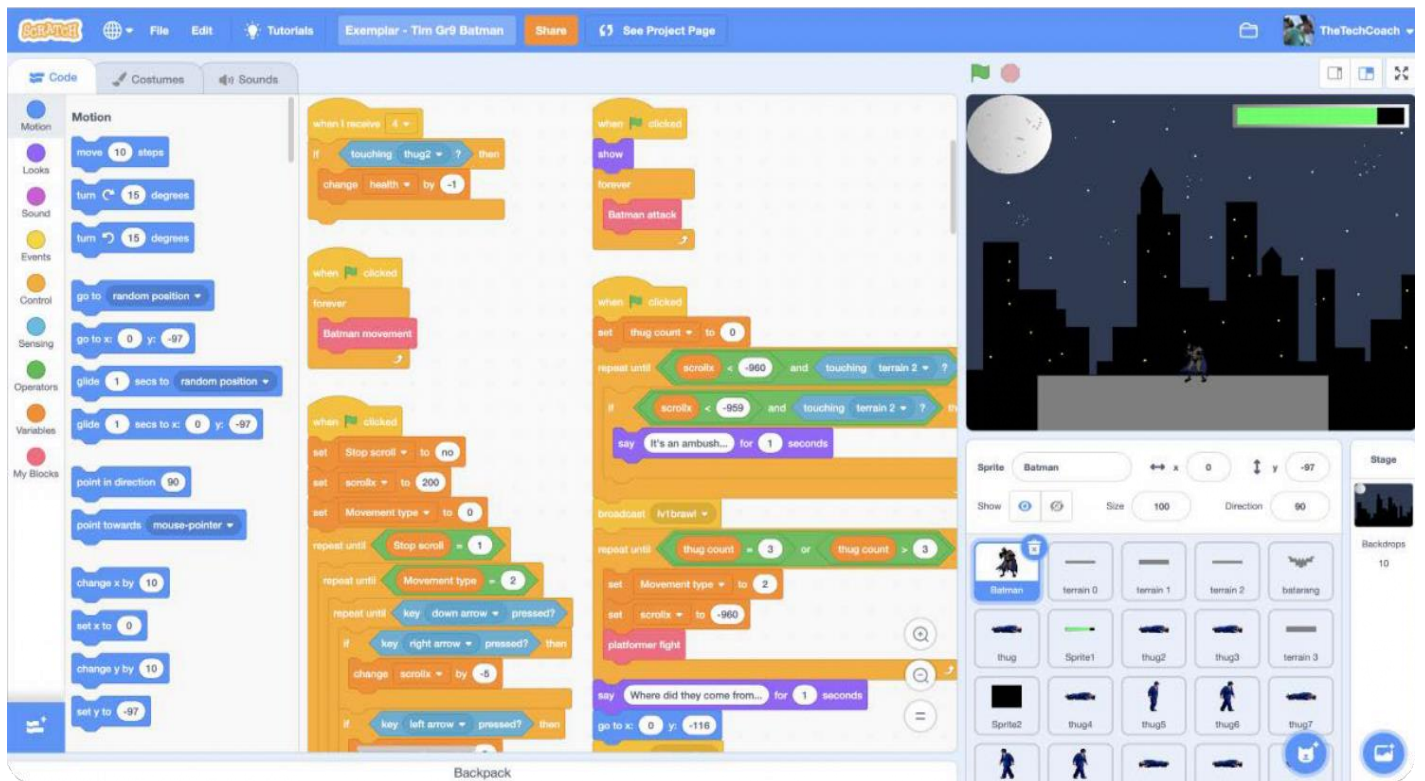 SCRATCH
File
Edit
Tutorials
Exemplar - Tim Gr9 Batman
Share
See Project Page
TheTechCoach
Code
Costumes
Sounds
Motion
Looks
Sound
Events
Control
Sensing
Operators
Variables
My Blocks
Motion
move 10 steps
turn 15 degrees
turn 15 degrees
go to random position
go to x: 0 y: -97
glide 1 secs to random position
glide 1 secs to x: 0 y: -97
point in direction 90
point towards mouse-pointer
change x by 10
set x to 0
change y by 10
set y to -97
when I receive 4
if touching thug2 ? then
change health by -1
when clicked
forever
Batman movement
when clicked
set Stop scroll to no
set scrollx to 200
set Movement type to 0
repeat until Stop scroll = 1
repeat until Movement type = 2
repeat until key down arrow pressed?
if key right arrow pressed? then
change scrollx by -5
if key left arrow pressed? then
when clicked
show
forever
Batman attack
when clicked
set thug count to 0
repeat until scrollx < -960 and touching terrain 2 ?
if scrollx < -959 and touching terrain 2 ? th
say It's an ambush... for 1 seconds
broadcast lv1brawl
repeat until thug count = 3 or thug count > 3
set Movement type to 2
set scrollx to -960
platformer fight
say Where did they come from... for 1 seconds
go to x: 0 y: -116
Backpack
Sprite Batman x 0 y -97
Show Size 100 Direction 90
Batman
terrain 0
terrain 1
terrain 2
batarang
thug
Sprite1
thug2
thug3
terrain 3
Sprite2
thug4
thug5
thug6
thug7
Stage
Backdrops
10